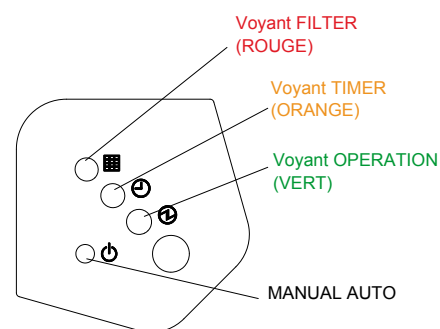 Voyant FILTER
(ROUGE)
Voyant TIMER
(ORANGE)
Voyant OPERATION
(VERT)
MANUAL AUTO